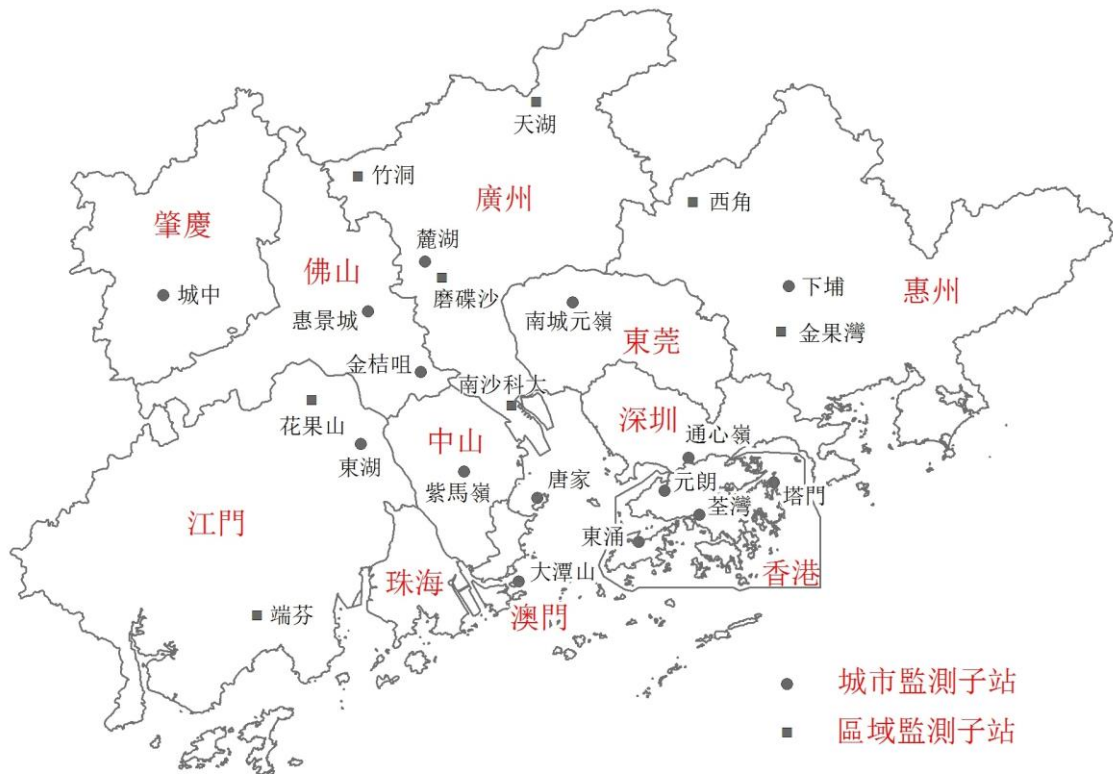 天湖
竹洞
西角
廣州
肇慶
麓湖
佛山
磨碟沙
城中
下埔
惠州
惠景城
南城元嶺
金果灣
東莞
金桔咀
南沙科大
花果山
深圳
中山
通心嶺
東湖
紫馬嶺
唐家
元朗
塔門
荃灣
江門
東涌
珠海
大潭山
香港
端芬
澳門
城市監測子站
區域監測子站